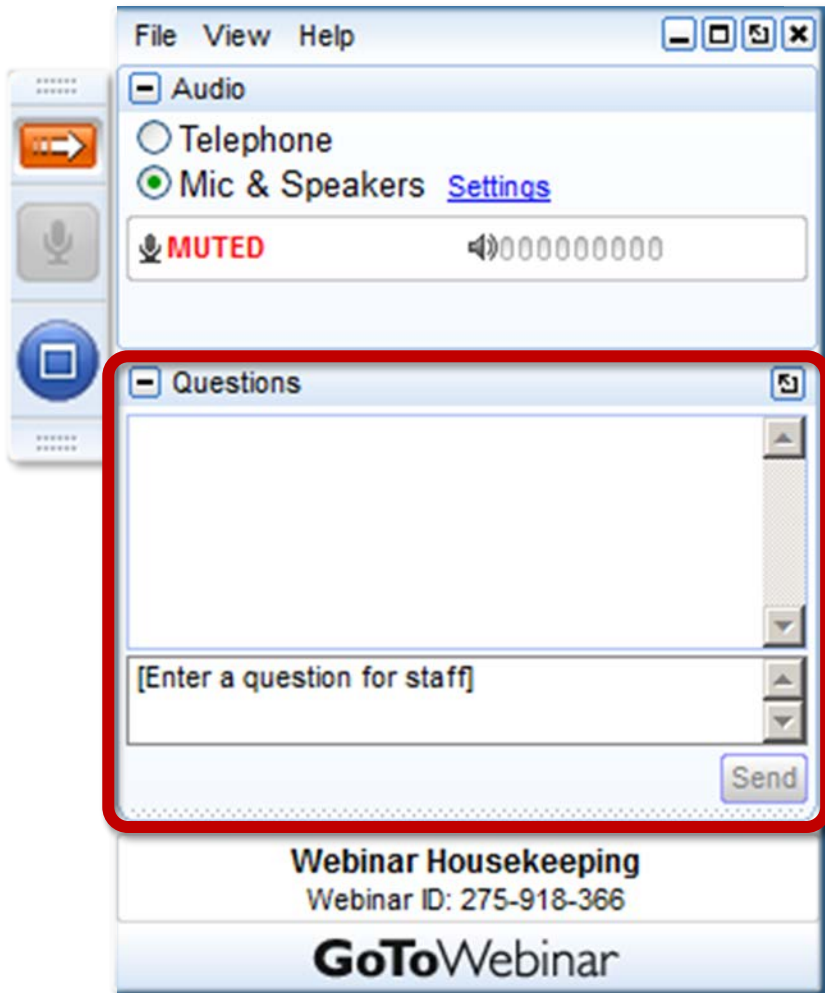 File View Help
Audio
Telephone
Mic & Speakers Settings
MUTED
Questions
[Enter a question for staff]
Send
Webinar Housekeeping
Webinar ID: 275-918-366
GoToWebinar